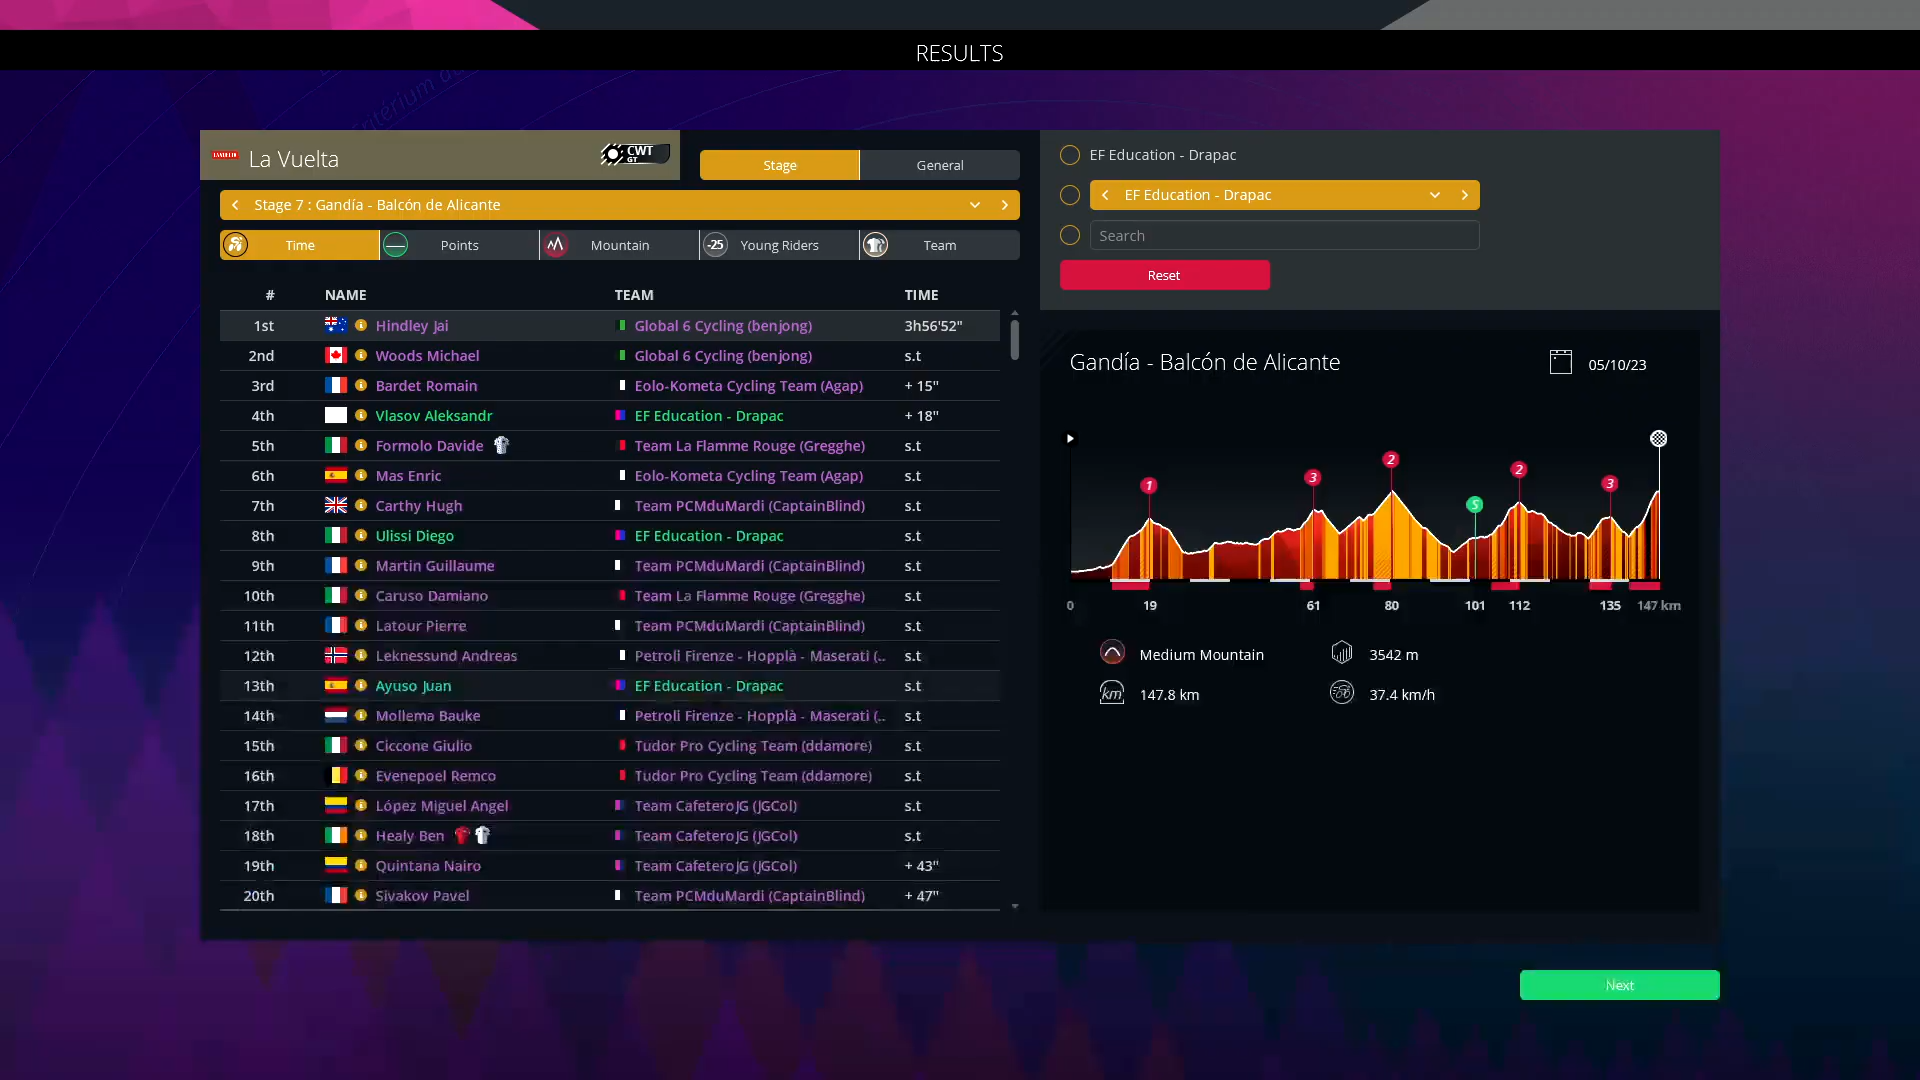 RESULTS
LA VUELTA
La Vuelta
CWT
GT
Stage
General
Stage 7 : Gandía - Balcón de Alicante
Time
Points
Mountain
-25
Young Riders
Team
# NAME TEAM TIME
1st Hindley Jai Global 6 Cycling (benjong) 3h56'52"
2nd Woods Michael Global 6 Cycling (benjong) s.t
3rd Bardet Romain Eolo-Kometa Cycling Team (Agap) + 15"
4th Vlasov Aleksandr EF Education - Drapac + 18"
5th Formolo Davide Team La Flamme Rouge (Gregghe) s.t
6th Mas Enric Eolo-Kometa Cycling Team (Agap) s.t
7th Carthy Hugh Team PCMduMardi (CaptainBlind) s.t
8th Ulissi Diego EF Education - Drapac s.t
9th Martin Guillaume Team PCMduMardi (CaptainBlind) s.t
10th Caruso Damiano Team La Flamme Rouge (Gregghe) s.t
11th Latour Pierre Team PCMduMardi (CaptainBlind) s.t
12th Leknessund Andreas Petroli Firenze - Hopplà - Maserati (.. s.t
13th Ayuso Juan EF Education - Drapac s.t
14th Mollema Bauke Petroli Firenze - Hopplà - Maserati (.. s.t
15th Ciccone Giulio Tudor Pro Cycling Team (ddamore) s.t
16th Evenepoel Remco Tudor Pro Cycling Team (ddamore) s.t
17th López Miguel Angel Team CafeteroJG (JGCol) s.t
18th Healy Ben Team CafeteroJG (JGCol) s.t
19th Quintana Nairo Team CafeteroJG (JGCol) + 43"
20th Sivakov Pavel Team PCMduMardi (CaptainBlind) + 47"
EF Education - Drapac
EF Education - Drapac
Search
Reset
Gandía - Balcón de Alicante
05/10/23
1 3 2 S 2 3
0 19 61 80 101 112 135 147 km
Medium Mountain
3542 m
km 147.8 km
37.4 km/h
Next